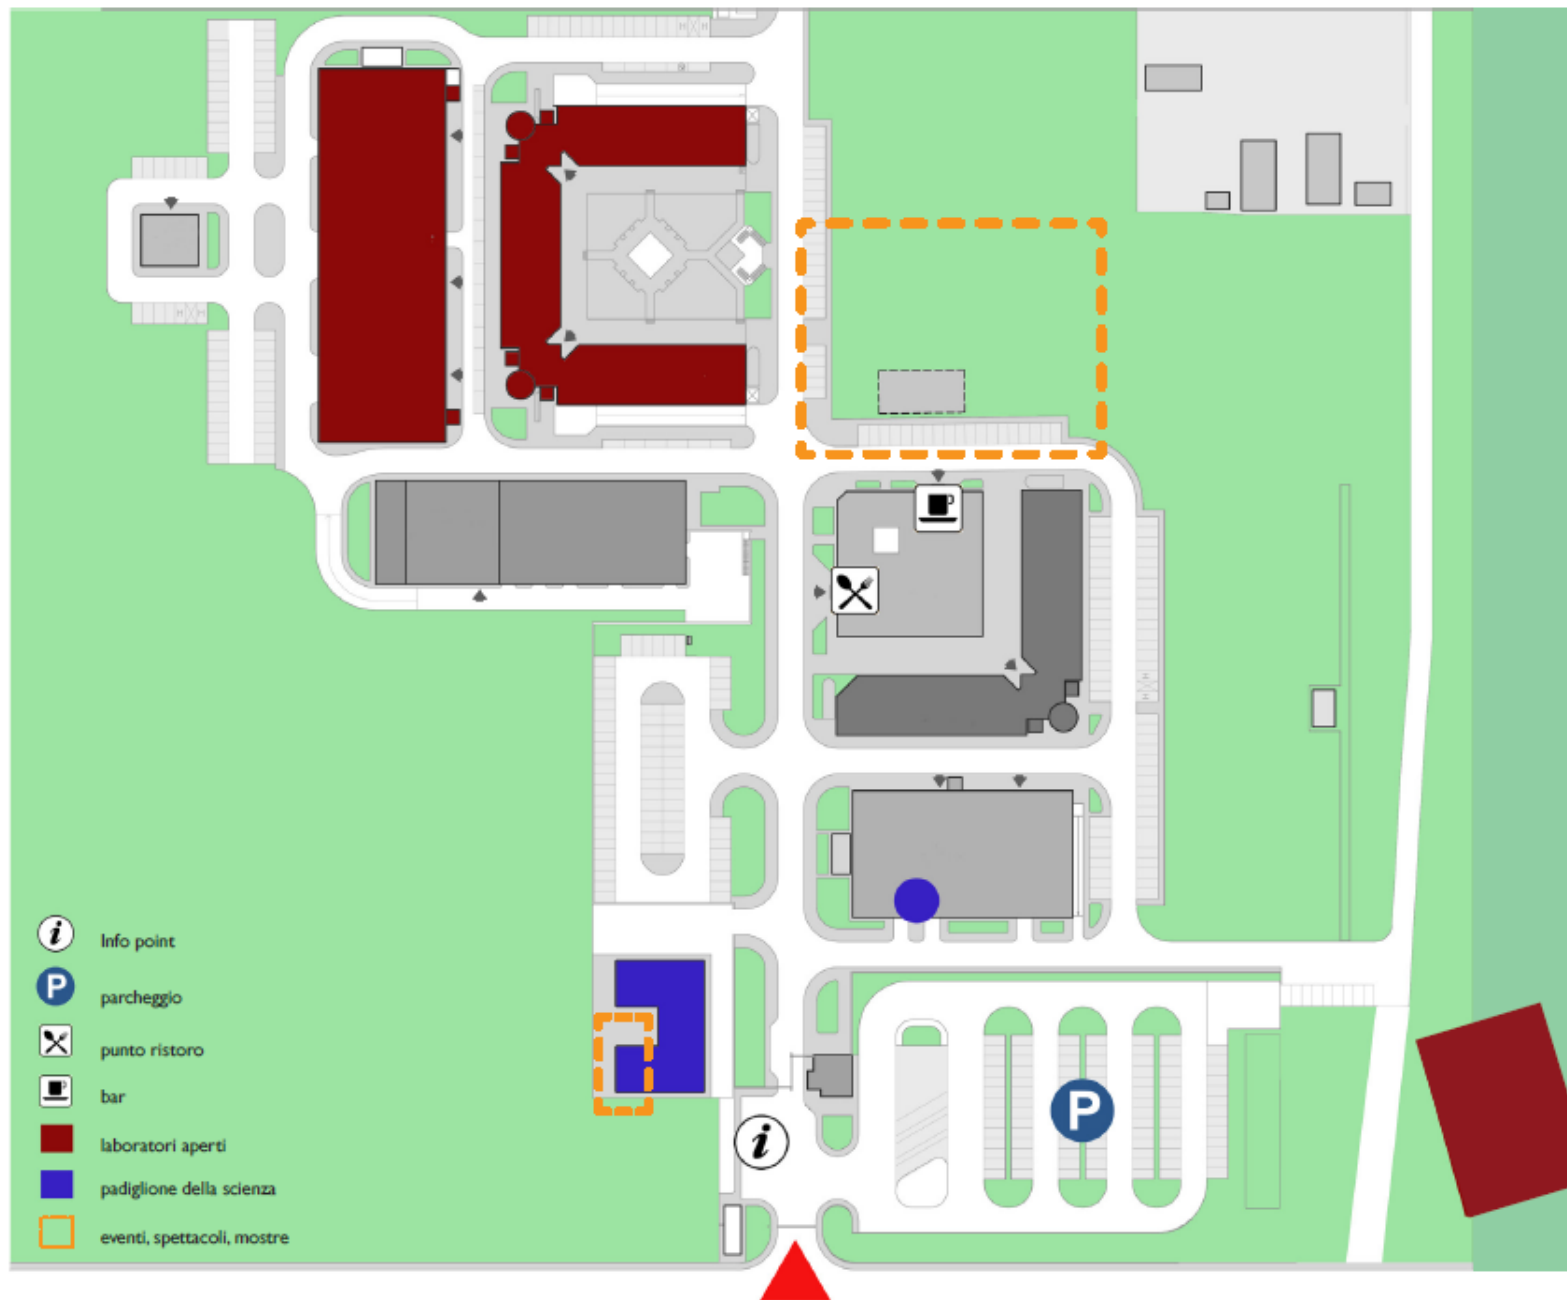 i
Info point
P
parcheggio
punto ristoro
bar
laboratori aperti
padiglione della scienza
eventi, spettacoli, mostre
i
P